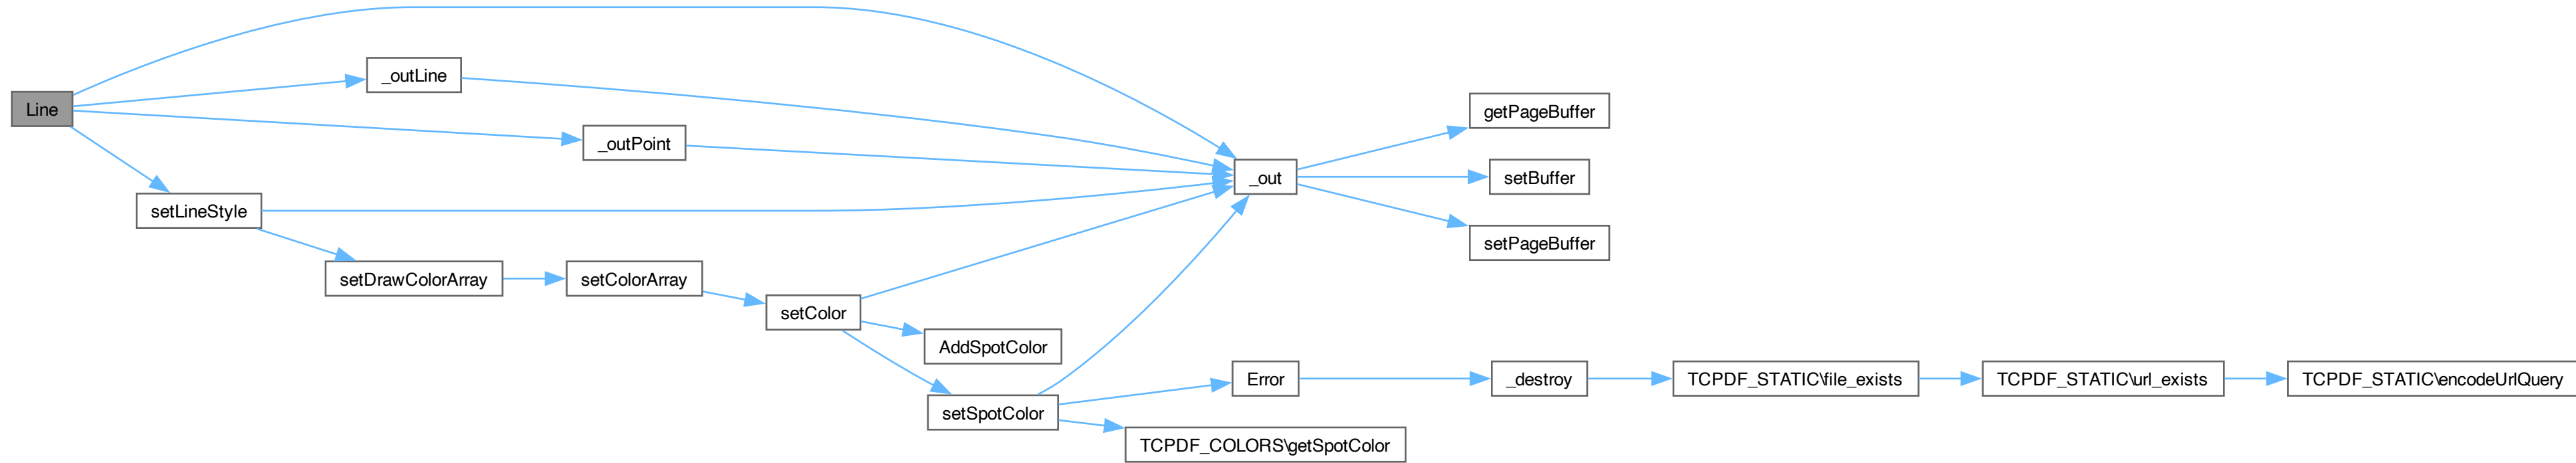 Line
_outLine
_outPoint
setLineStyle
setDrawColorArray
setColorArray
setColor
AddSpotColor
setSpotColor
_out
getPageBuffer
setBuffer
setPageBuffer
Error
_destroy
TCPDF_STATIC\file_exists
TCPDF_STATIC\url_exists
TCPDF_STATIC\encodeUrlQuery
TCPDF_COLORS\getSpotColor